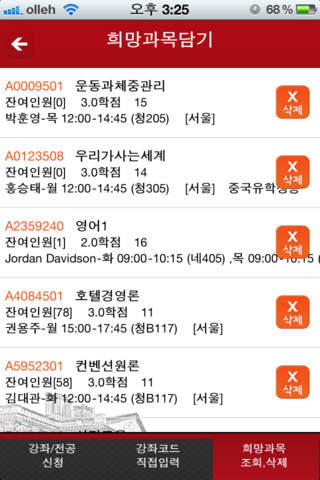 olleh 오후 3:25 68 %
희망과목담기
A0009501 운동과체중관리
잔여인원[0] 3.0학점 15
박훈영-목 12:00-14:45 (청205) [서울]
X
삭제
A0123508 우리가사는세계
잔여인원[0] 3.0학점 14
홍승태-월 12:00-14:45 (청305) [서울] 중국유학생용
X
삭제
A2359240 영어1
잔여인원[1] 2.0학점 16
Jordan Davidson-화 09:00-10:15 (네405) ,목 09:00-10:15 (네
X
삭제
A4084501 호텔경영론
잔여인원[78] 3.0학점 11
권용주-월 15:00-17:45 (청B117) [서울]
X
삭제
A5952301 컨벤션원론
잔여인원[58] 3.0학점 11
김대관-화 12:00-14:45 (청B117) [서울]
X
삭제
강좌/전공
신청
강좌코드
직접입력
희망과목
조회,삭제